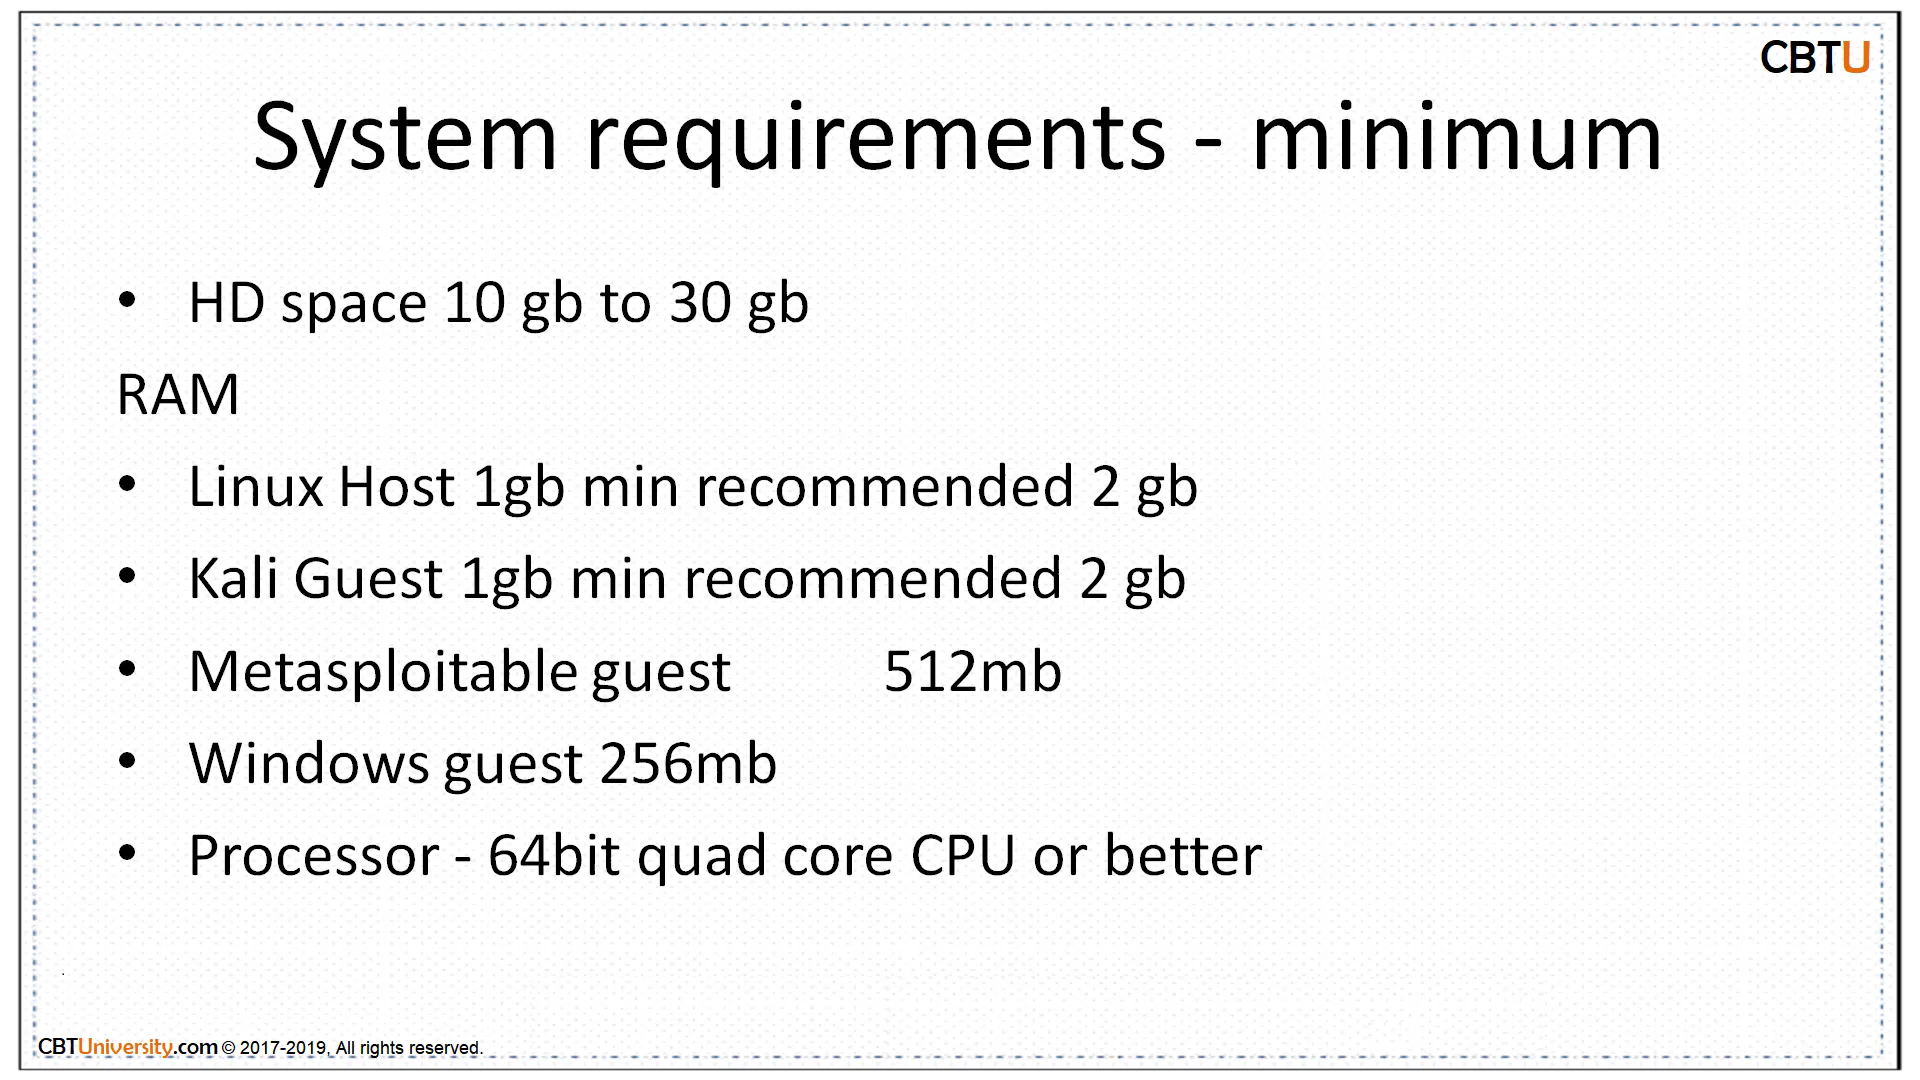 CBTU
System requirements - minimum
• HD space 10 gb to 30 gb
RAM
• Linux Host 1gb min recommended 2 gb
• Kali Guest 1gb min recommended 2 gb
• Metasploitable guest 512mb
• Windows guest 256mb
• Processor - 64bit quad core CPU or better
.
CBTUniversity.com © 2017-2019, All rights reserved.